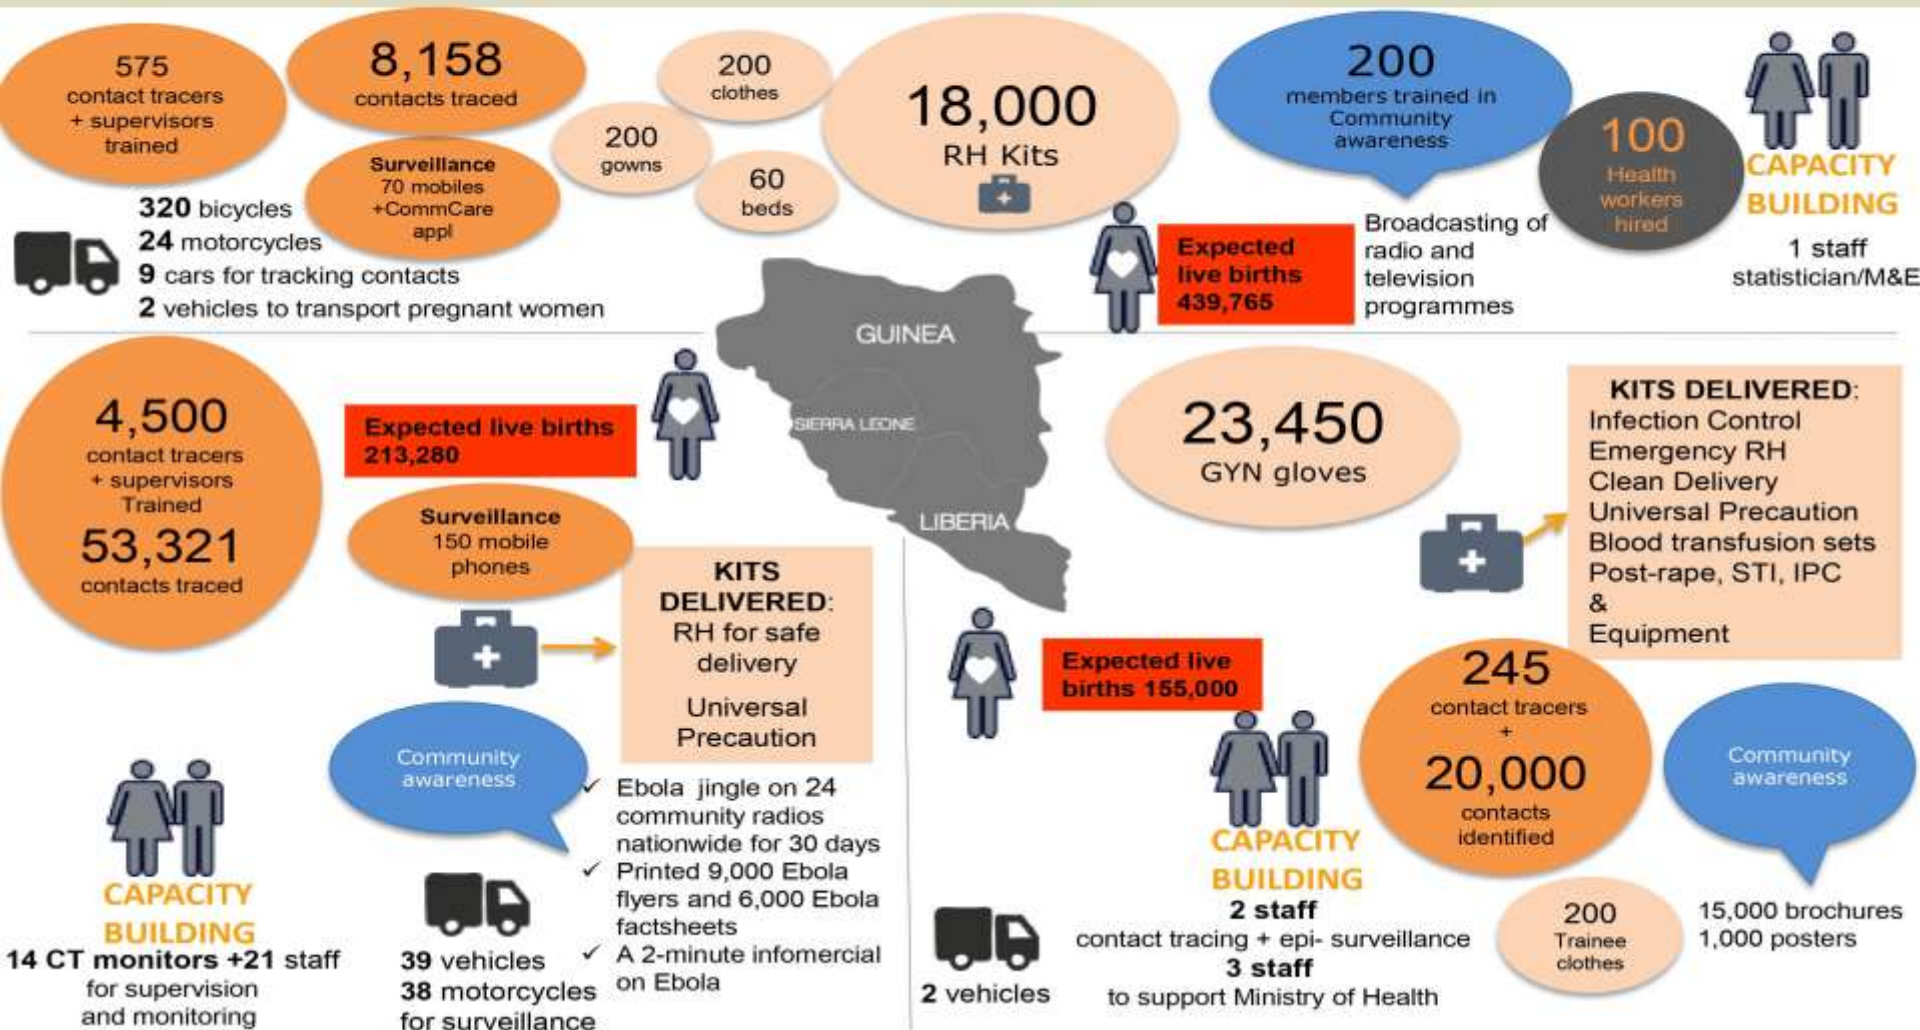 575
contact tracers
+ supervisors
trained
8,158
contacts traced
Surveillance
70 mobiles
+CommCare
appl
200
clothes
200
gowns
60
beds
18,000
RH Kits
320 bicycles
24 motorcycles
9 cars for tracking contacts
2 vehicles to transport pregnant women
Expected
live births
439,765
200
members trained in
Community
awareness
Broadcasting of
radio and
television
programmes
100
Health
workers
hired
CAPACITY
BUILDING
1 staff
statistician/M&E
GUINEA
SIERRA LEONE
LIBERIA
4,500
contact tracers
+ supervisors
Trained
53,321
contacts traced
Expected live births
213,280
Surveillance
150 mobile
phones
KITS
DELIVERED:
RH for safe
delivery
Universal
Precaution
Community
awareness
✓ Ebola jingle on 24
community radios
nationwide for 30 days
✓ Printed 9,000 Ebola
flyers and 6,000 Ebola
factsheets
✓ A 2-minute infomercial
on Ebola
CAPACITY
BUILDING
14 CT monitors +21 staff
for supervision
and monitoring
39 vehicles
38 motorcycles
for surveillance
23,450
GYN gloves
KITS DELIVERED:
Infection Control
Emergency RH
Clean Delivery
Universal Precaution
Blood transfusion sets
Post-rape, STI, IPC
&
Equipment
Expected live
births 155,000
245
contact tracers
+
20,000
contacts
identified
Community
awareness
15,000 brochures
1,000 posters
200
Trainee
clothes
CAPACITY
BUILDING
2 staff
contact tracing + epi- surveillance
3 staff
to support Ministry of Health
2 vehicles